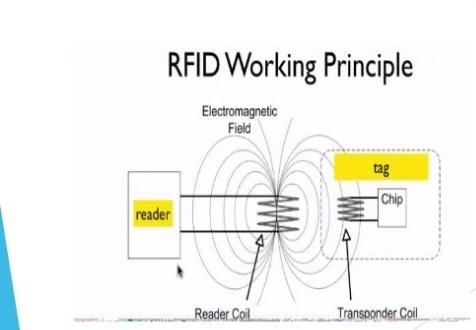 RFID Working Principle
Electromagnetic
Field
tag
Chip
reader
Reader Coil
Transponder Coil